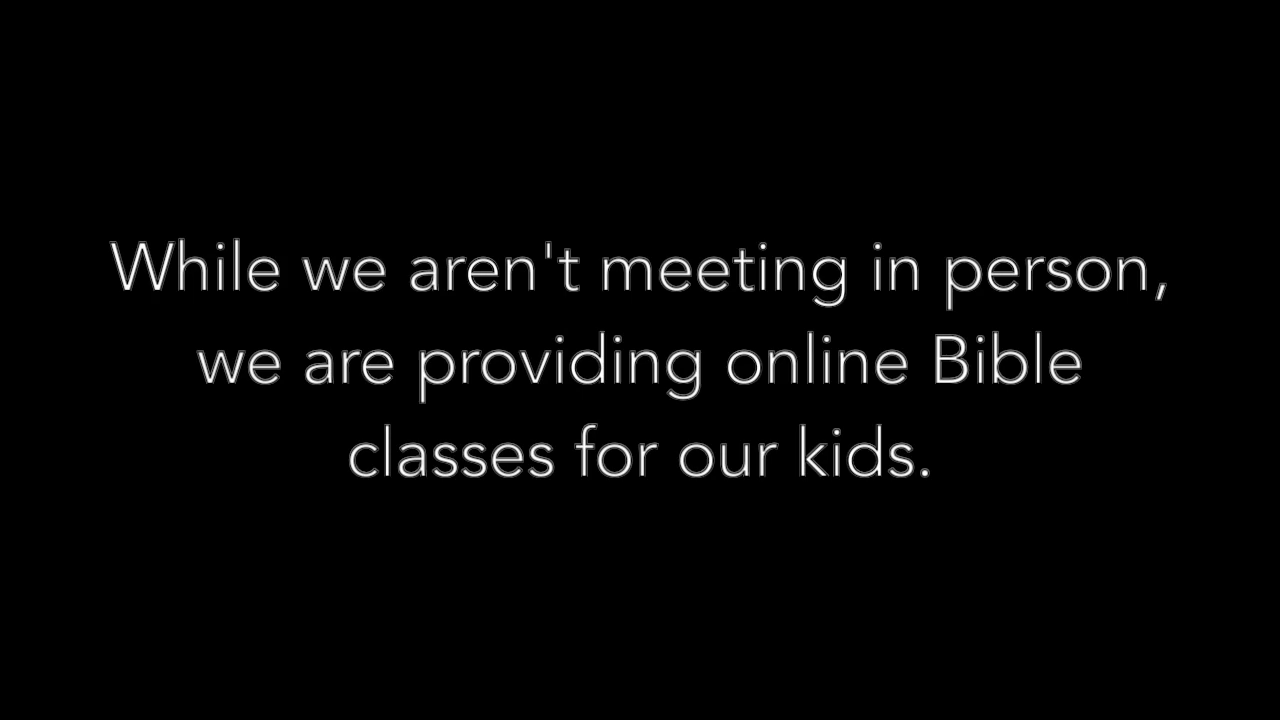 While we aren't meeting in person,
we are providing online Bible
classes for our kids.